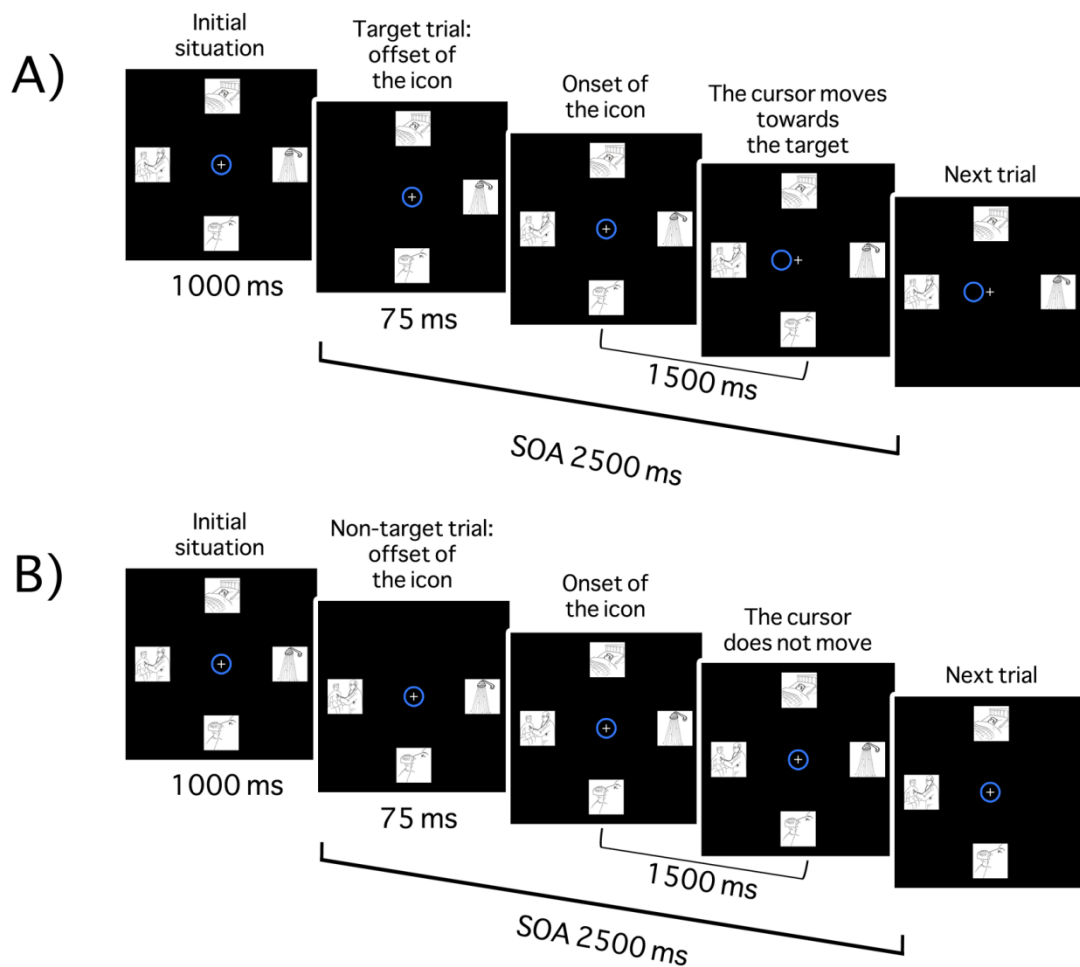 A)
Initial
situation
Target trial:
offset of
the icon
Onset of
the icon
The cursor moves
towards
the target
Next trial
1000 ms
75 ms
1500 ms
SOA 2500 ms
B)
Initial
situation
Non-target trial:
offset of
the icon
Onset of
the icon
The cursor
does not move
Next trial
1000 ms
75 ms
1500 ms
SOA 2500 ms